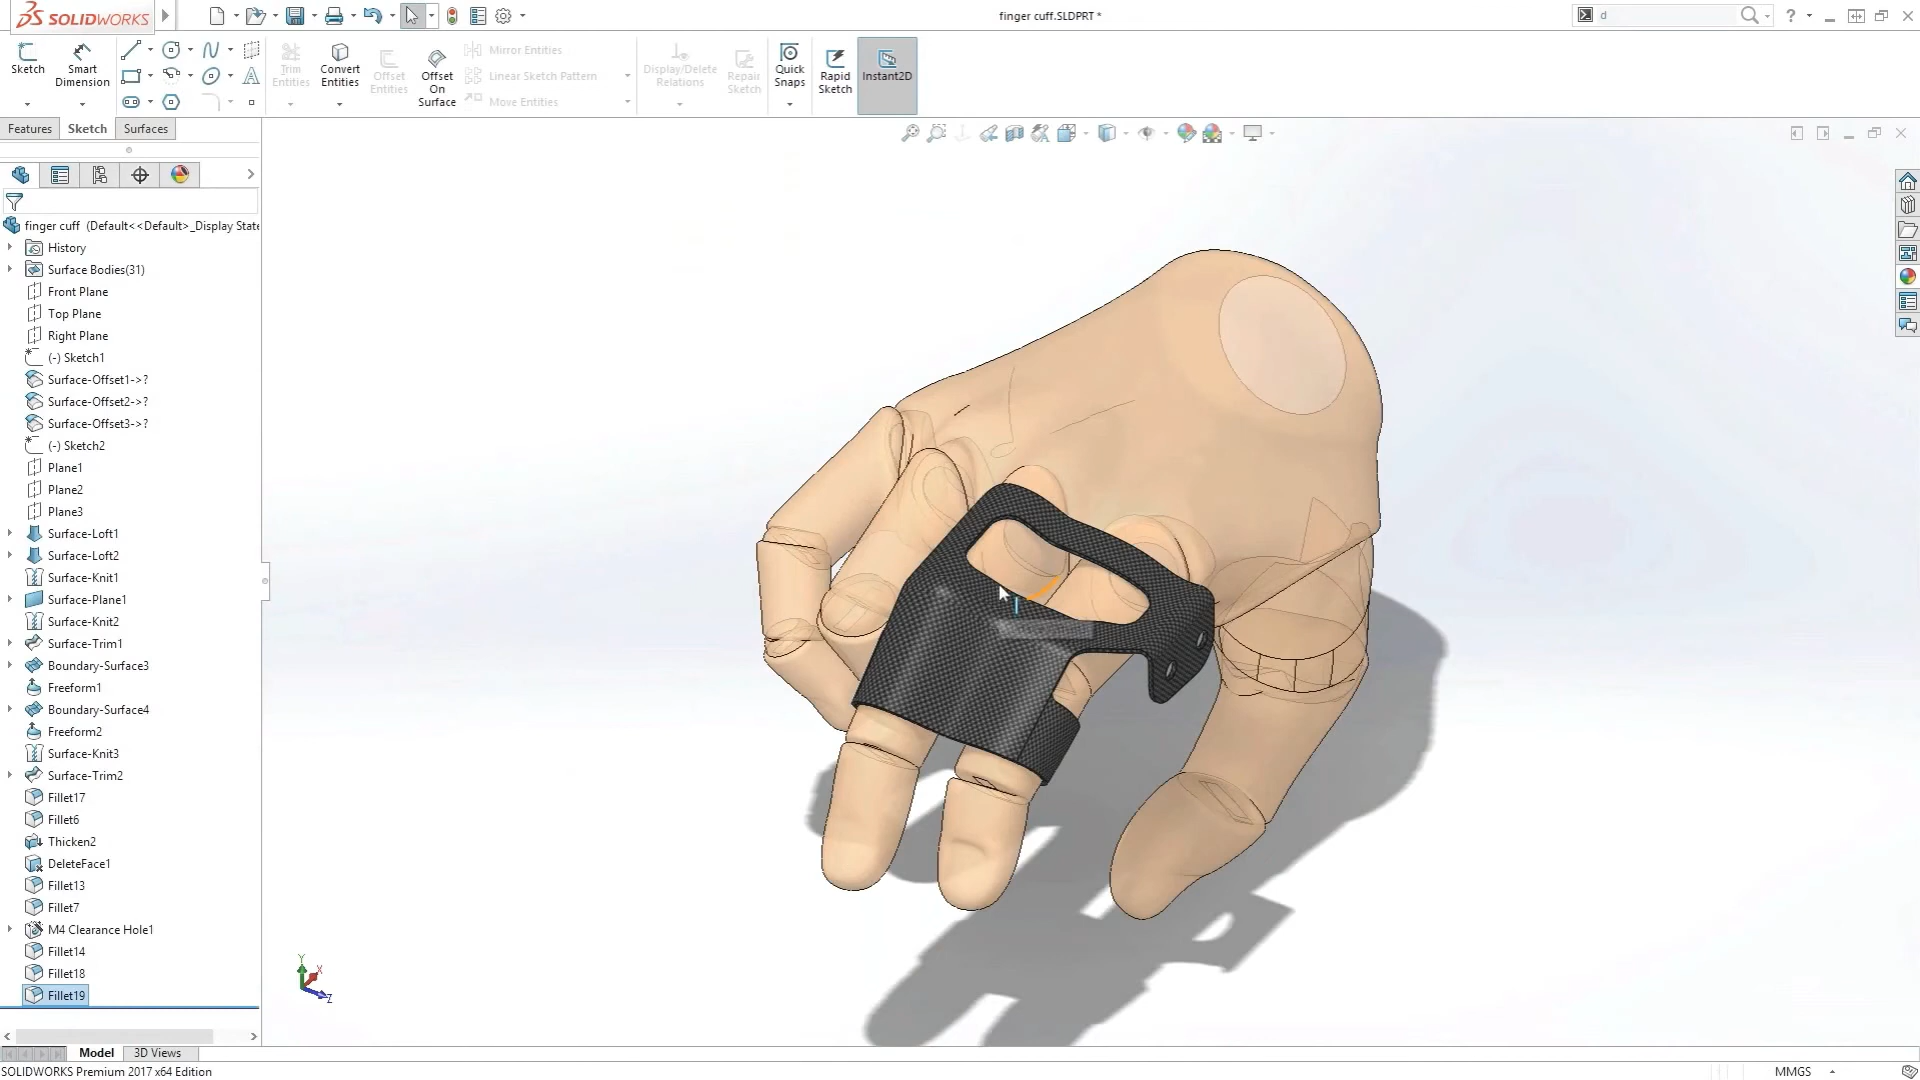 SOLIDWORKS
finger cuff.SLDPRT *
d
Sketch
Smart Dimension
Trim Entities
Convert Entities
Offset Entities
Offset On Surface
Mirror Entities
Linear Sketch Pattern
Move Entities
Display/Delete Relations
Repair Sketch
Quick Snaps
Rapid Sketch
Instant2D
Features
Sketch
Surfaces
finger cuff (Default<<Default>_Display State
History
Surface Bodies(31)
Front Plane
Top Plane
Right Plane
(-) Sketch1
Surface-Offset1->?
Surface-Offset2->?
Surface-Offset3->?
(-) Sketch2
Plane1
Plane2
Plane3
Surface-Loft1
Surface-Loft2
Surface-Knit1
Surface-Plane1
Surface-Knit2
Surface-Trim1
Boundary-Surface3
Freeform1
Boundary-Surface4
Freeform2
Surface-Knit3
Surface-Trim2
Fillet17
Fillet6
Thicken2
DeleteFace1
Fillet13
Fillet7
M4 Clearance Hole1
Fillet14
Fillet18
Fillet19
Y
X
Z
Model
3D Views
SOLIDWORKS Premium 2017 x64 Edition
MMGS